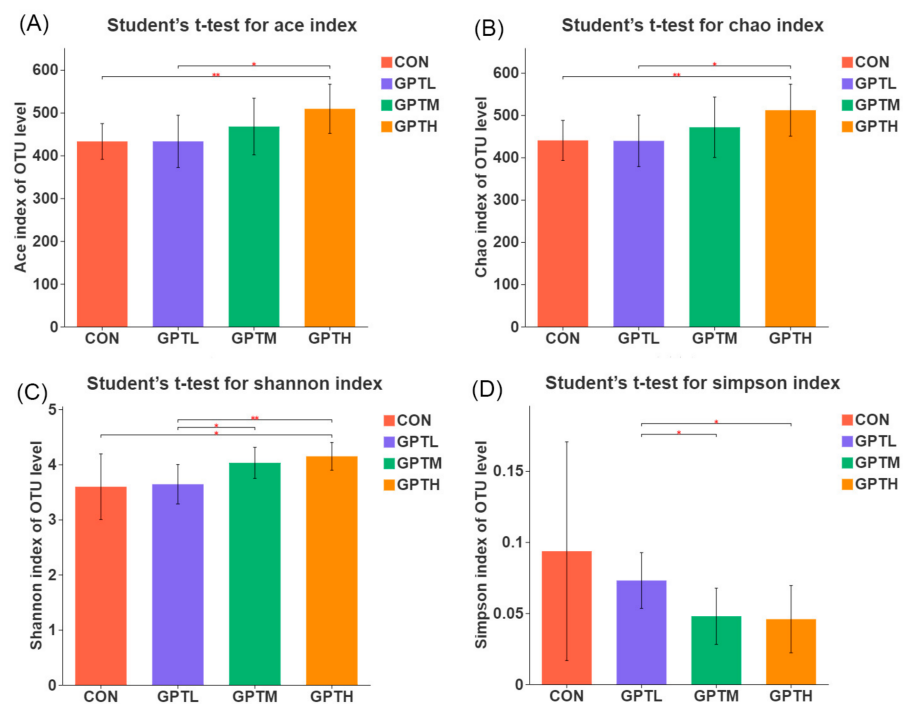 (A)
Student's t-test for ace index
Ace index of OTU level
600
500
400
300
200
100
0
*
**
CON
GPTL
GPTM
GPTH
CON
GPTL
GPTM
GPTH
(B)
Student's t-test for chao index
Chao index of OTU level
600
500
400
300
200
100
0
*
**
CON
GPTL
GPTM
GPTH
CON
GPTL
GPTM
GPTH
(C)
Student's t-test for shannon index
Shannon index of OTU level
5
4
3
2
1
0
**
*
*
CON
GPTL
GPTM
GPTH
CON
GPTL
GPTM
GPTH
(D)
Student's t-test for simpson index
Simpson index of OTU level
0.15
0.1
0.05
0
*
*
CON
GPTL
GPTM
GPTH
CON
GPTL
GPTM
GPTH